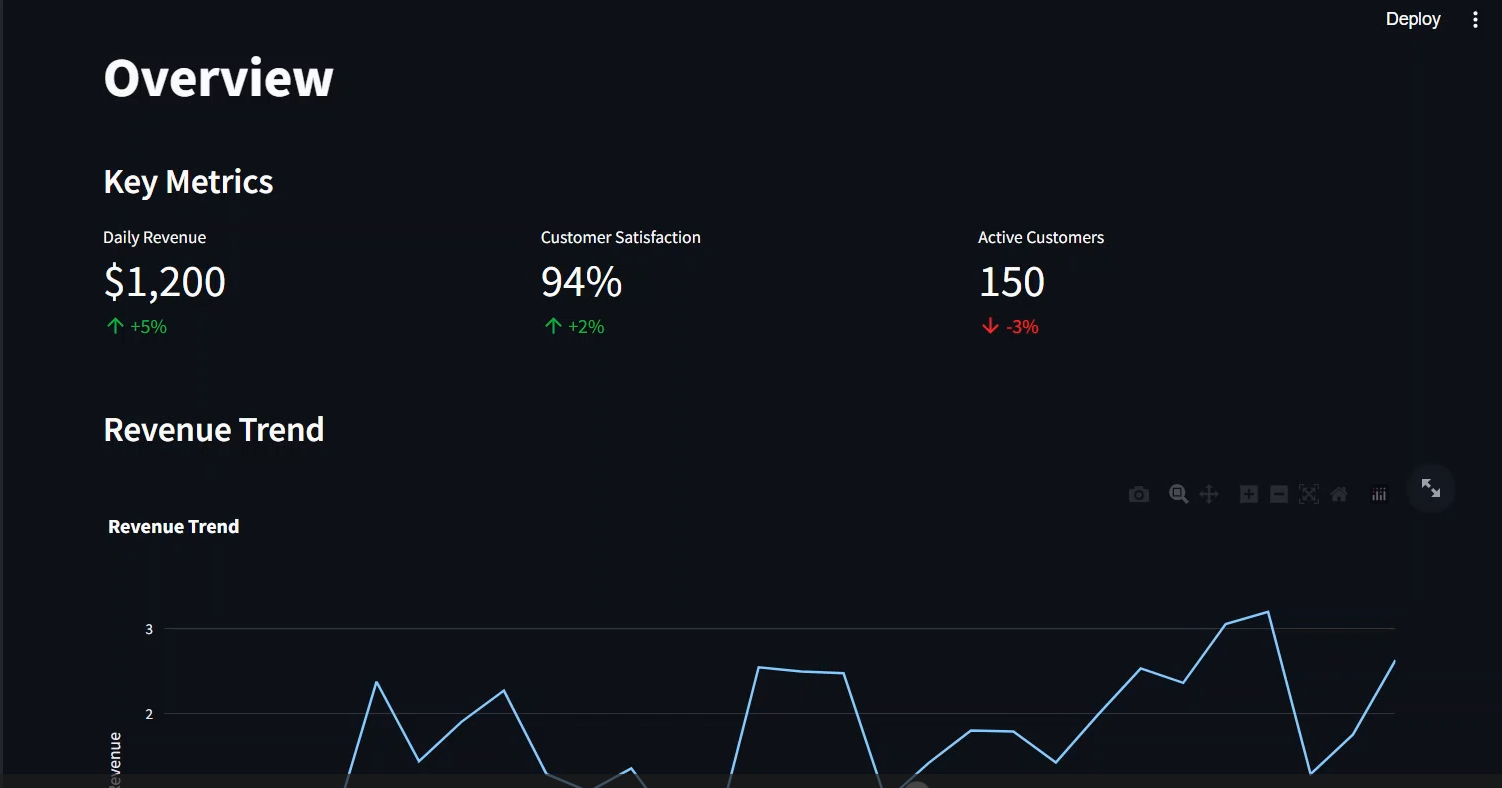 Deploy
Overview
Key Metrics
Daily Revenue
Customer Satisfaction
Active Customers
$1,200
94%
150
+5%
+2%
-3%
Revenue Trend
Revenue Trend
3
2